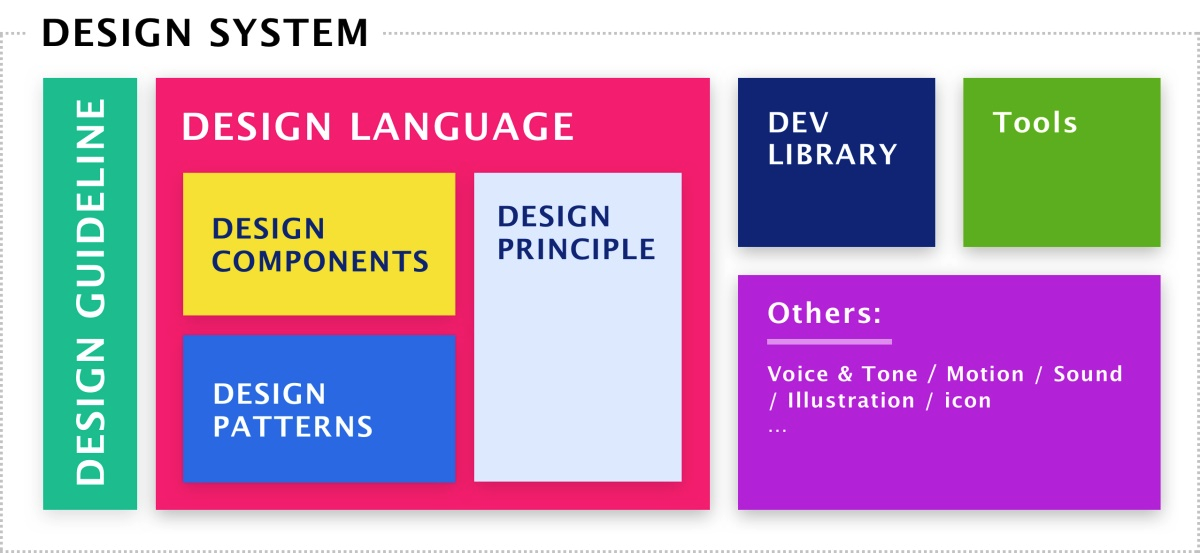 DESIGN SYSTEM
DESIGN GUIDELINE
DESIGN LANGUAGE
DESIGN
COMPONENTS
DESIGN
PATTERNS
DESIGN
PRINCIPLE
DEV
LIBRARY
Tools
Others:
Voice & Tone / Motion / Sound
/ Illustration / icon
...